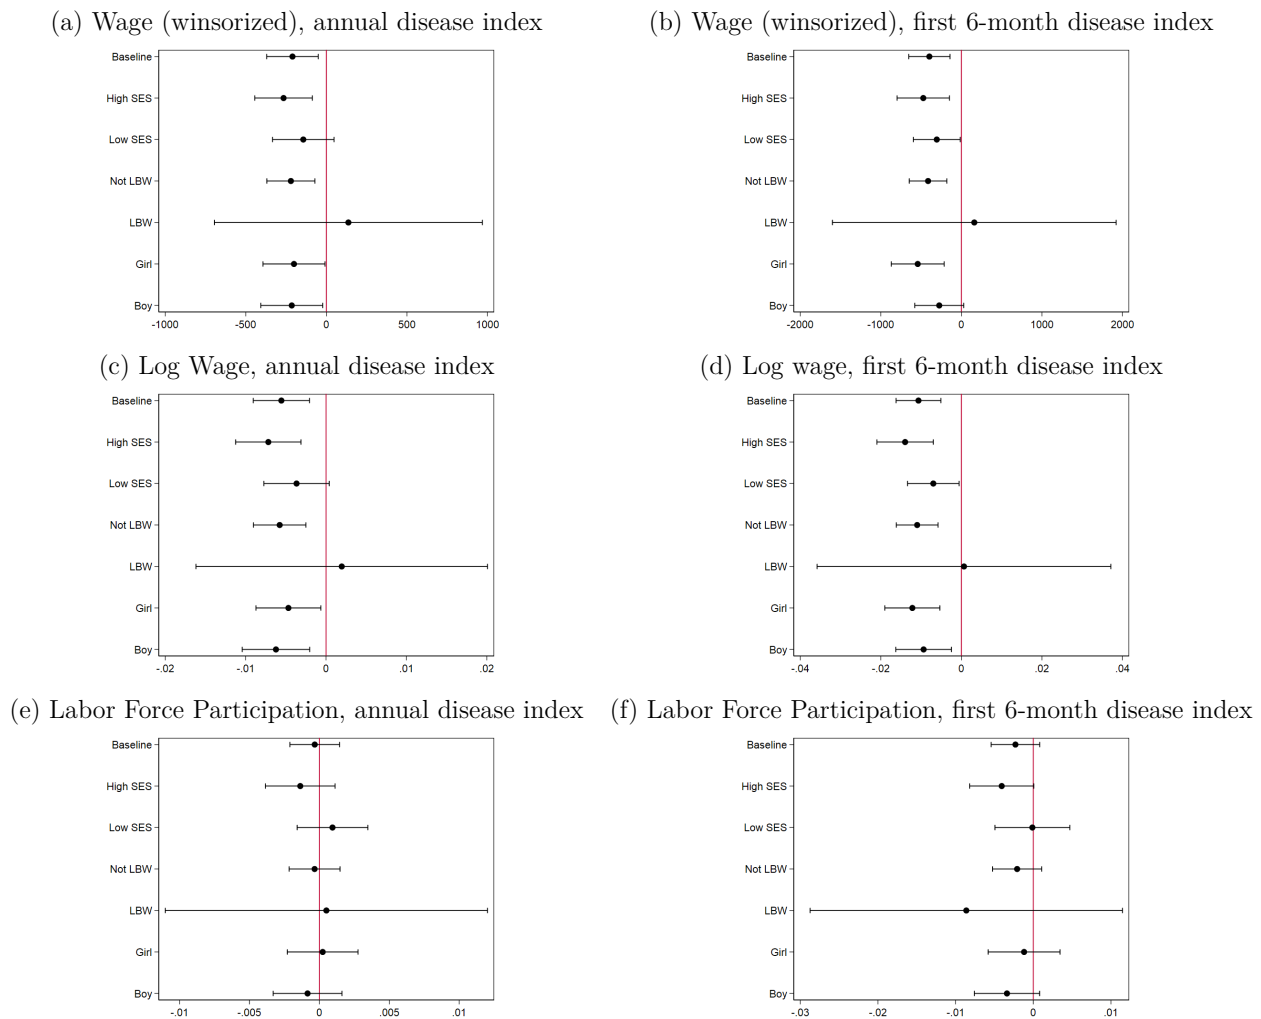 (a) Wage (winsorized), annual disease index
Baseline
High SES
Low SES
Not LBW
LBW
Girl
Boy
-1000 -500 0 500 1000
(b) Wage (winsorized), first 6-month disease index
Baseline
High SES
Low SES
Not LBW
LBW
Girl
Boy
-2000 -1000 0 1000 2000
(c) Log Wage, annual disease index
Baseline
High SES
Low SES
Not LBW
LBW
Girl
Boy
-.02 -.01 0 .01 .02
(d) Log wage, first 6-month disease index
Baseline
High SES
Low SES
Not LBW
LBW
Girl
Boy
-.04 -.02 0 .02 .04
(e) Labor Force Participation, annual disease index
Baseline
High SES
Low SES
Not LBW
LBW
Girl
Boy
-.01 -.005 0 .005 .01
(f) Labor Force Participation, first 6-month disease index
Baseline
High SES
Low SES
Not LBW
LBW
Girl
Boy
-.03 -.02 -.01 0 .01